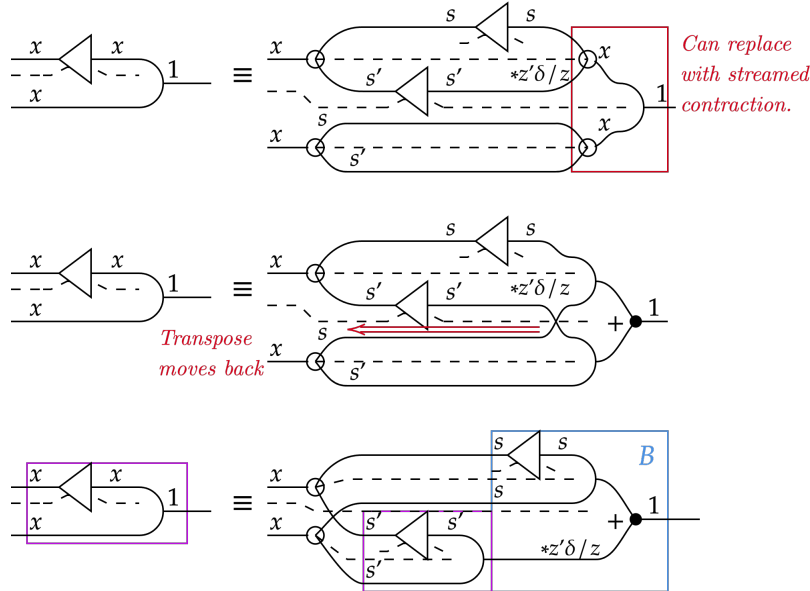 x x 1 x
≡
x s s *z'δ/z x 1
s' s'
x s s' x
Can replace
with streamed
contraction.
x x 1 x
≡
x s s *z'δ/z 1
s' s'
x s s' +
Transpose
moves back
x x 1 x
≡
x s s B
x s 1
s' s' +
s' *z'δ/z